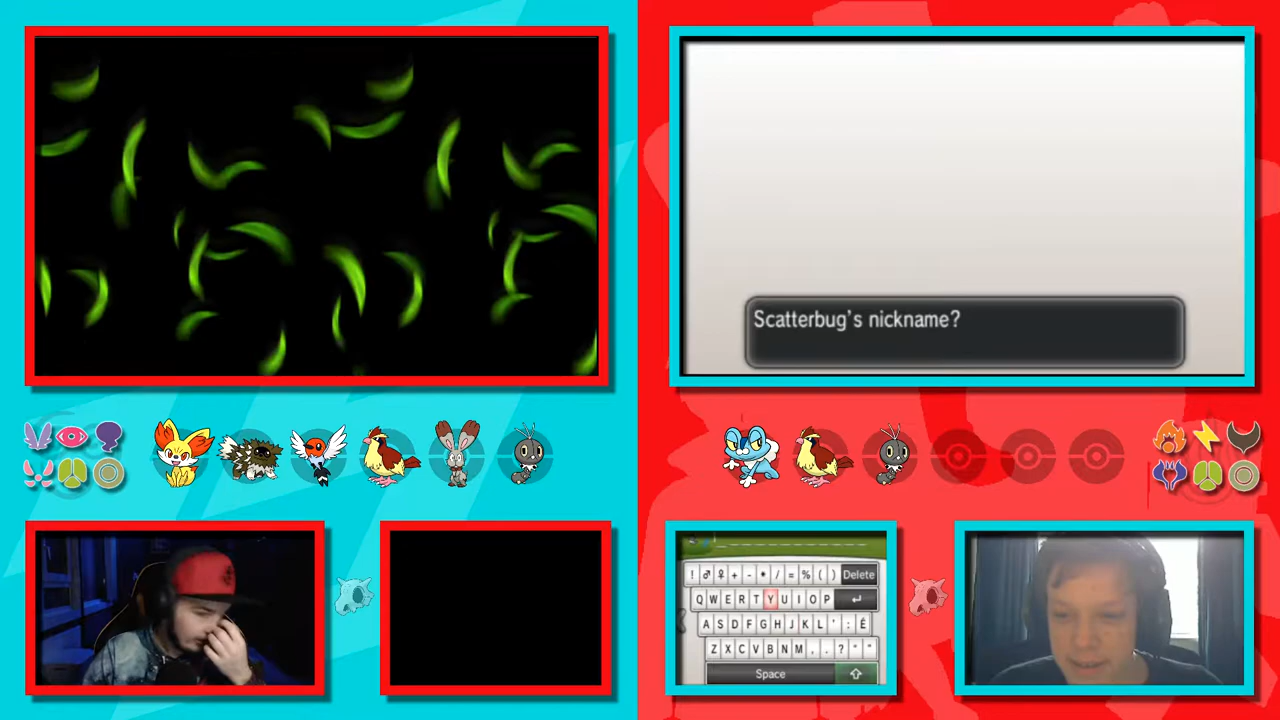 Scatterbug's nickname?
! ♂ ♀ + - * / = % ( ) Delete
Q W E R T Y U I O P ↵
A S D F G H J K L ' : É
Z X C V B N M , . ? " "
Space ⇧